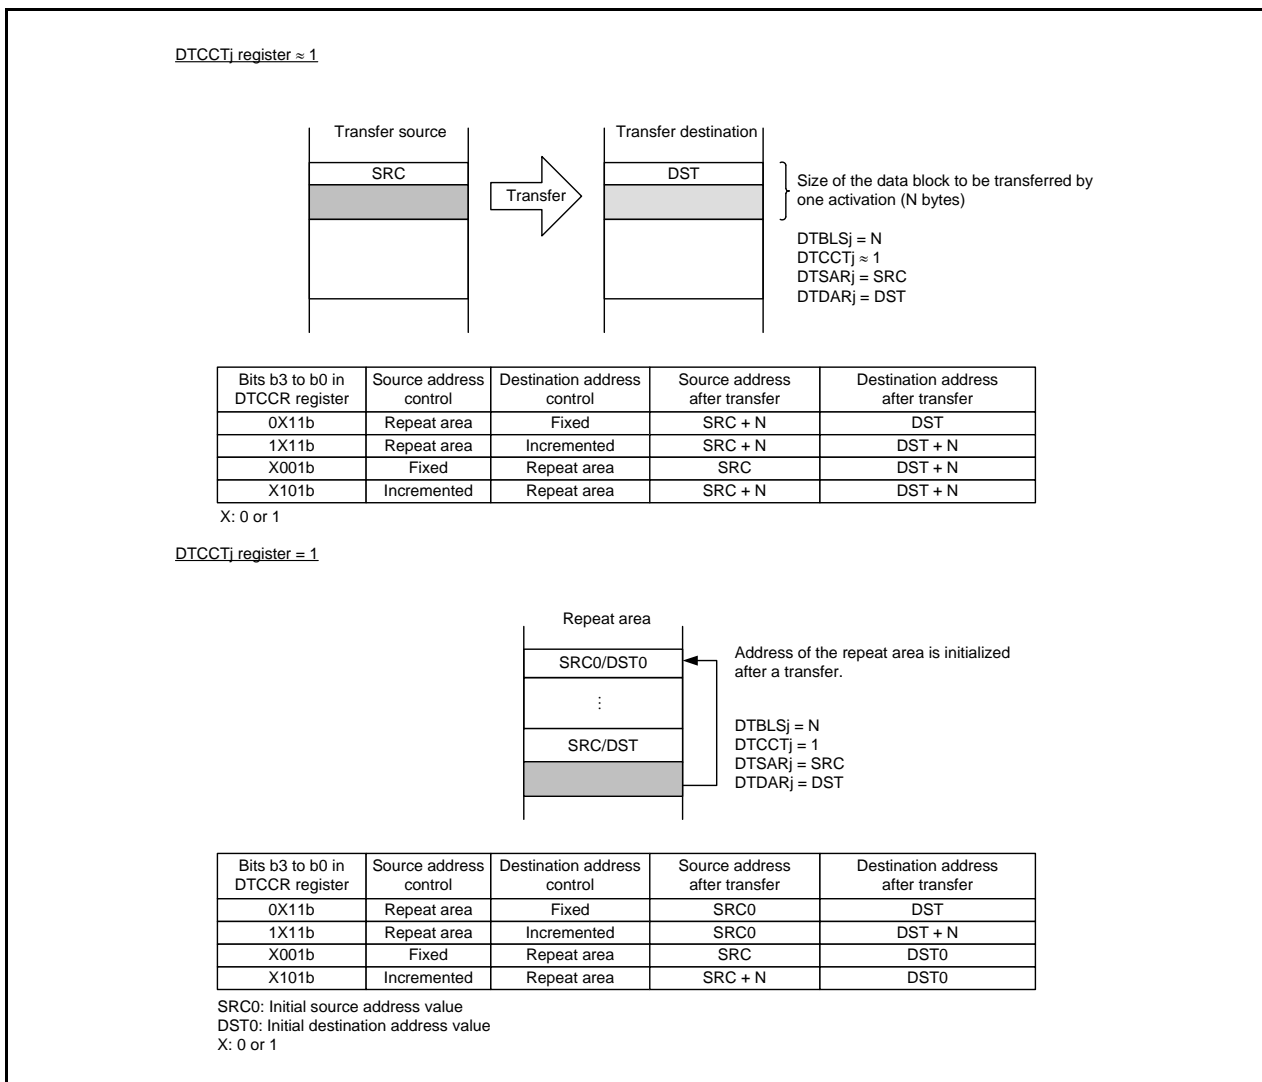 DTCCTj register ≈ 1
Transfer source
Transfer destination
SRC
DST
Transfer
Size of the data block to be transferred by
one activation (N bytes)
DTBLSj = N
DTCCTj ≈ 1
DTSARj = SRC
DTDARj = DST
Bits b3 to b0 in DTCCR register | Source address control | Destination address control | Source address after transfer | Destination address after transfer
0X11b | Repeat area | Fixed | SRC + N | DST
1X11b | Repeat area | Incremented | SRC + N | DST + N
X001b | Fixed | Repeat area | SRC | DST + N
X101b | Incremented | Repeat area | SRC + N | DST + N
X: 0 or 1
DTCCTj register = 1
Repeat area
SRC0/DST0
⋮
SRC/DST
Address of the repeat area is initialized
after a transfer.
DTBLSj = N
DTCCTj = 1
DTSARj = SRC
DTDARj = DST
Bits b3 to b0 in DTCCR register | Source address control | Destination address control | Source address after transfer | Destination address after transfer
0X11b | Repeat area | Fixed | SRC0 | DST
1X11b | Repeat area | Incremented | SRC0 | DST + N
X001b | Fixed | Repeat area | SRC | DST0
X101b | Incremented | Repeat area | SRC + N | DST0
SRC0: Initial source address value
DST0: Initial destination address value
X: 0 or 1